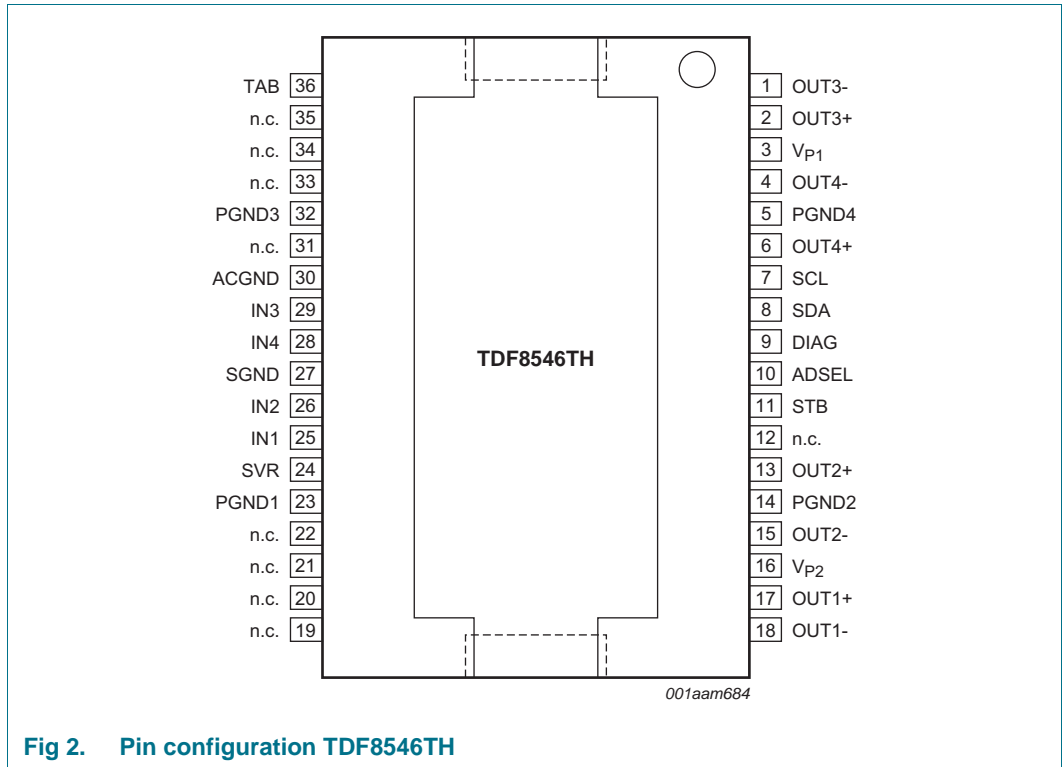 TAB 36 1 OUT3-
n.c. 35 2 OUT3+
n.c. 34 3 VP1
n.c. 33 4 OUT4-
PGND3 32 5 PGND4
n.c. 31 6 OUT4+
ACGND 30 7 SCL
IN3 29 8 SDA
IN4 28 9 DIAG
TDF8546TH
SGND 27 10 ADSEL
IN2 26 11 STB
IN1 25 12 n.c.
SVR 24 13 OUT2+
PGND1 23 14 PGND2
n.c. 22 15 OUT2-
n.c. 21 16 VP2
n.c. 20 17 OUT1+
n.c. 19 18 OUT1-
001aam684
Fig 2. Pin configuration TDF8546TH